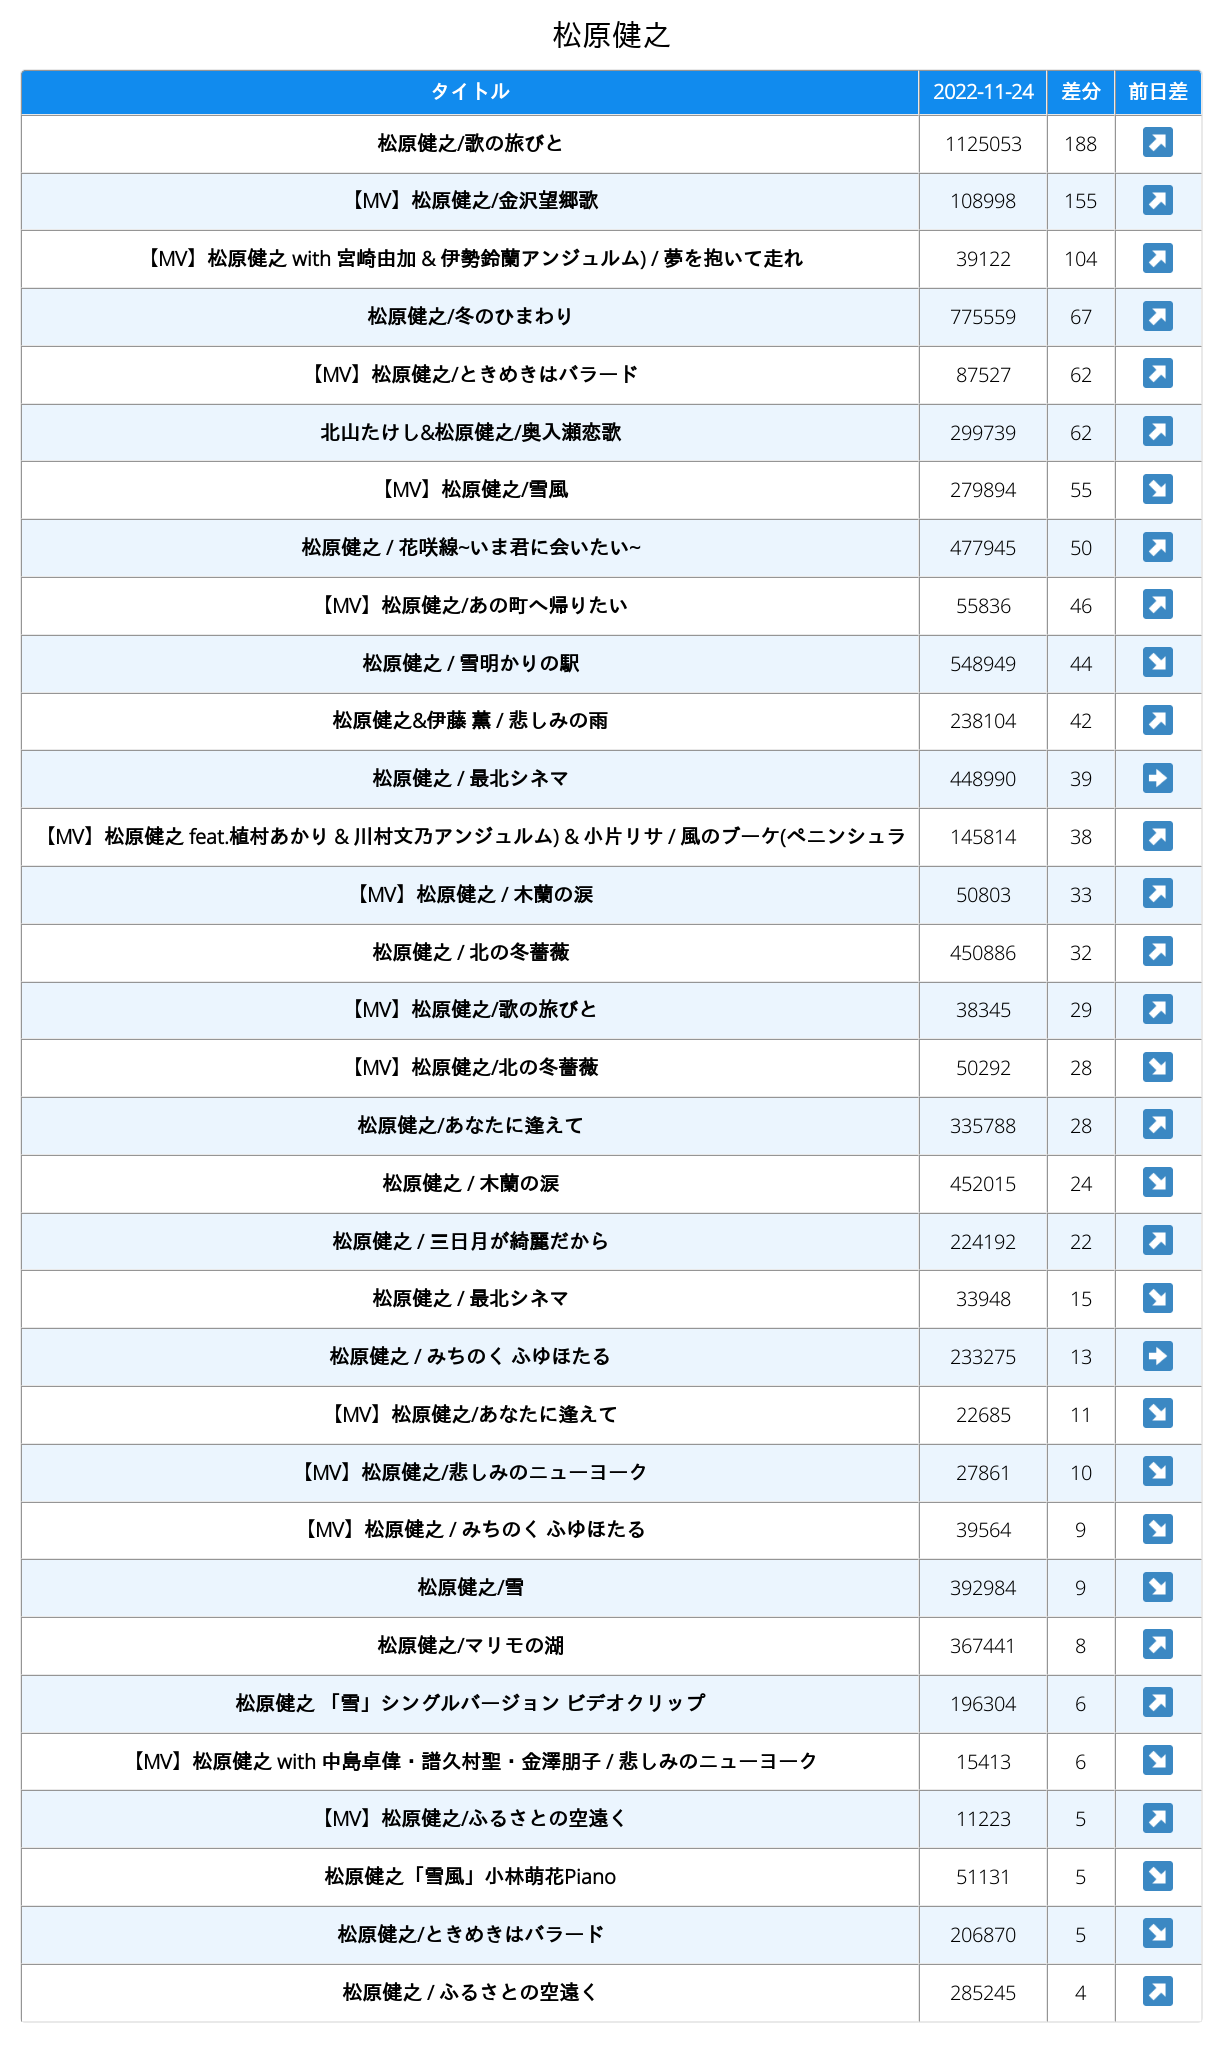 松原健之
タイトル 2022-11-24 差分 前日差
松原健之/歌の旅びと 1125053 188 ↗
【MV】松原健之/金沢望郷歌 108998 155 ↗
【MV】松原健之 with 宮崎由加 & 伊勢鈴蘭アンジュルム) / 夢を抱いて走れ 39122 104 ↗
松原健之/冬のひまわり 775559 67 ↗
【MV】松原健之/ときめきはバラード 87527 62 ↗
北山たけし&松原健之/奥入瀬恋歌 299739 62 ↗
【MV】松原健之/雪風 279894 55 ↘
松原健之 / 花咲線~いま君に会いたい~ 477945 50 ↗
【MV】松原健之/あの町へ帰りたい 55836 46 ↗
松原健之 / 雪明かりの駅 548949 44 ↘
松原健之&伊藤 薫 / 悲しみの雨 238104 42 ↗
松原健之 / 最北シネマ 448990 39 ➡
【MV】松原健之 feat.植村あかり & 川村文乃アンジュルム) & 小片リサ / 風のブーケ(ペニンシュラ 145814 38 ↗
【MV】松原健之 / 木蘭の涙 50803 33 ↗
松原健之 / 北の冬薔薇 450886 32 ↗
【MV】松原健之/歌の旅びと 38345 29 ↗
【MV】松原健之/北の冬薔薇 50292 28 ↘
松原健之/あなたに逢えて 335788 28 ↗
松原健之 / 木蘭の涙 452015 24 ↘
松原健之 / 三日月が綺麗だから 224192 22 ↗
松原健之 / 最北シネマ 33948 15 ↘
松原健之 / みちのく ふゆほたる 233275 13 ➡
【MV】松原健之/あなたに逢えて 22685 11 ↘
【MV】松原健之/悲しみのニューヨーク 27861 10 ↘
【MV】松原健之 / みちのく ふゆほたる 39564 9 ↘
松原健之/雪 392984 9 ↘
松原健之/マリモの湖 367441 8 ↗
松原健之 「雪」シングルバージョン ビデオクリップ 196304 6 ↗
【MV】松原健之 with 中島卓偉・譜久村聖・金澤朋子 / 悲しみのニューヨーク 15413 6 ↘
【MV】松原健之/ふるさとの空遠く 11223 5 ↗
松原健之「雪風」小林萌花Piano 51131 5 ↘
松原健之/ときめきはバラード 206870 5 ↘
松原健之 / ふるさとの空遠く 285245 4 ↗